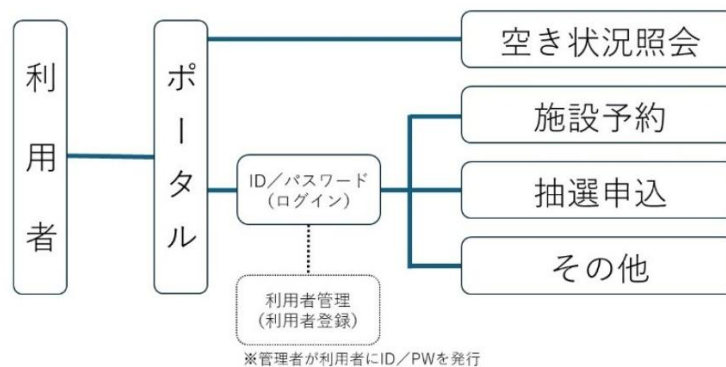 利用者
ポータル
空き状況照会
施設予約
ID/パスワード
(ログイン)
抽選申込
その他
利用者管理
(利用者登録)
※管理者が利用者にID/PWを発行